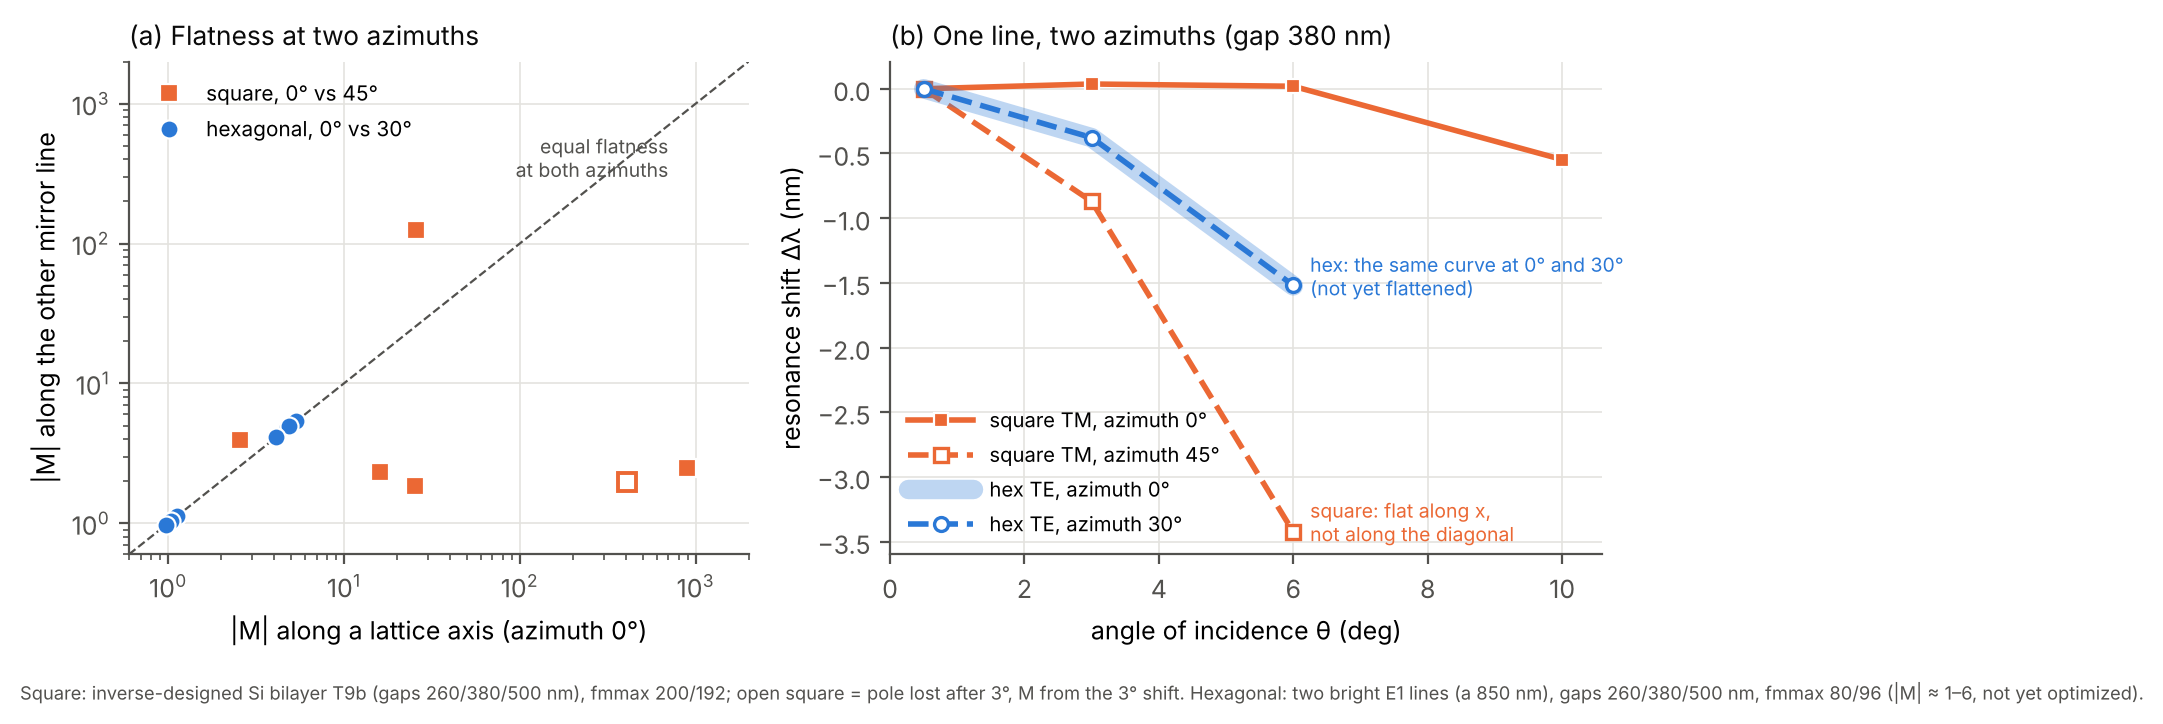 (a) Flatness at two azimuths
square, 0° vs 45°
hexagonal, 0° vs 30°
equal flatness
at both azimuths
|M| along the other mirror line
10³
10²
10¹
10⁰
10⁰ 10¹ 10² 10³
|M| along a lattice axis (azimuth 0°)
(b) One line, two azimuths (gap 380 nm)
resonance shift Δλ (nm)
0.0
−0.5
−1.0
−1.5
−2.0
−2.5
−3.0
−3.5
hex: the same curve at 0° and 30°
(not yet flattened)
square TM, azimuth 0°
square TM, azimuth 45°
hex TE, azimuth 0°
hex TE, azimuth 30°
square: flat along x,
not along the diagonal
0 2 4 6 8 10
angle of incidence θ (deg)
Square: inverse-designed Si bilayer T9b (gaps 260/380/500 nm), fmmax 200/192; open square = pole lost after 3°, M from the 3° shift. Hexagonal: two bright E1 lines (a 850 nm), gaps 260/380/500 nm, fmmax 80/96 (|M| ≈ 1–6, not yet optimized).